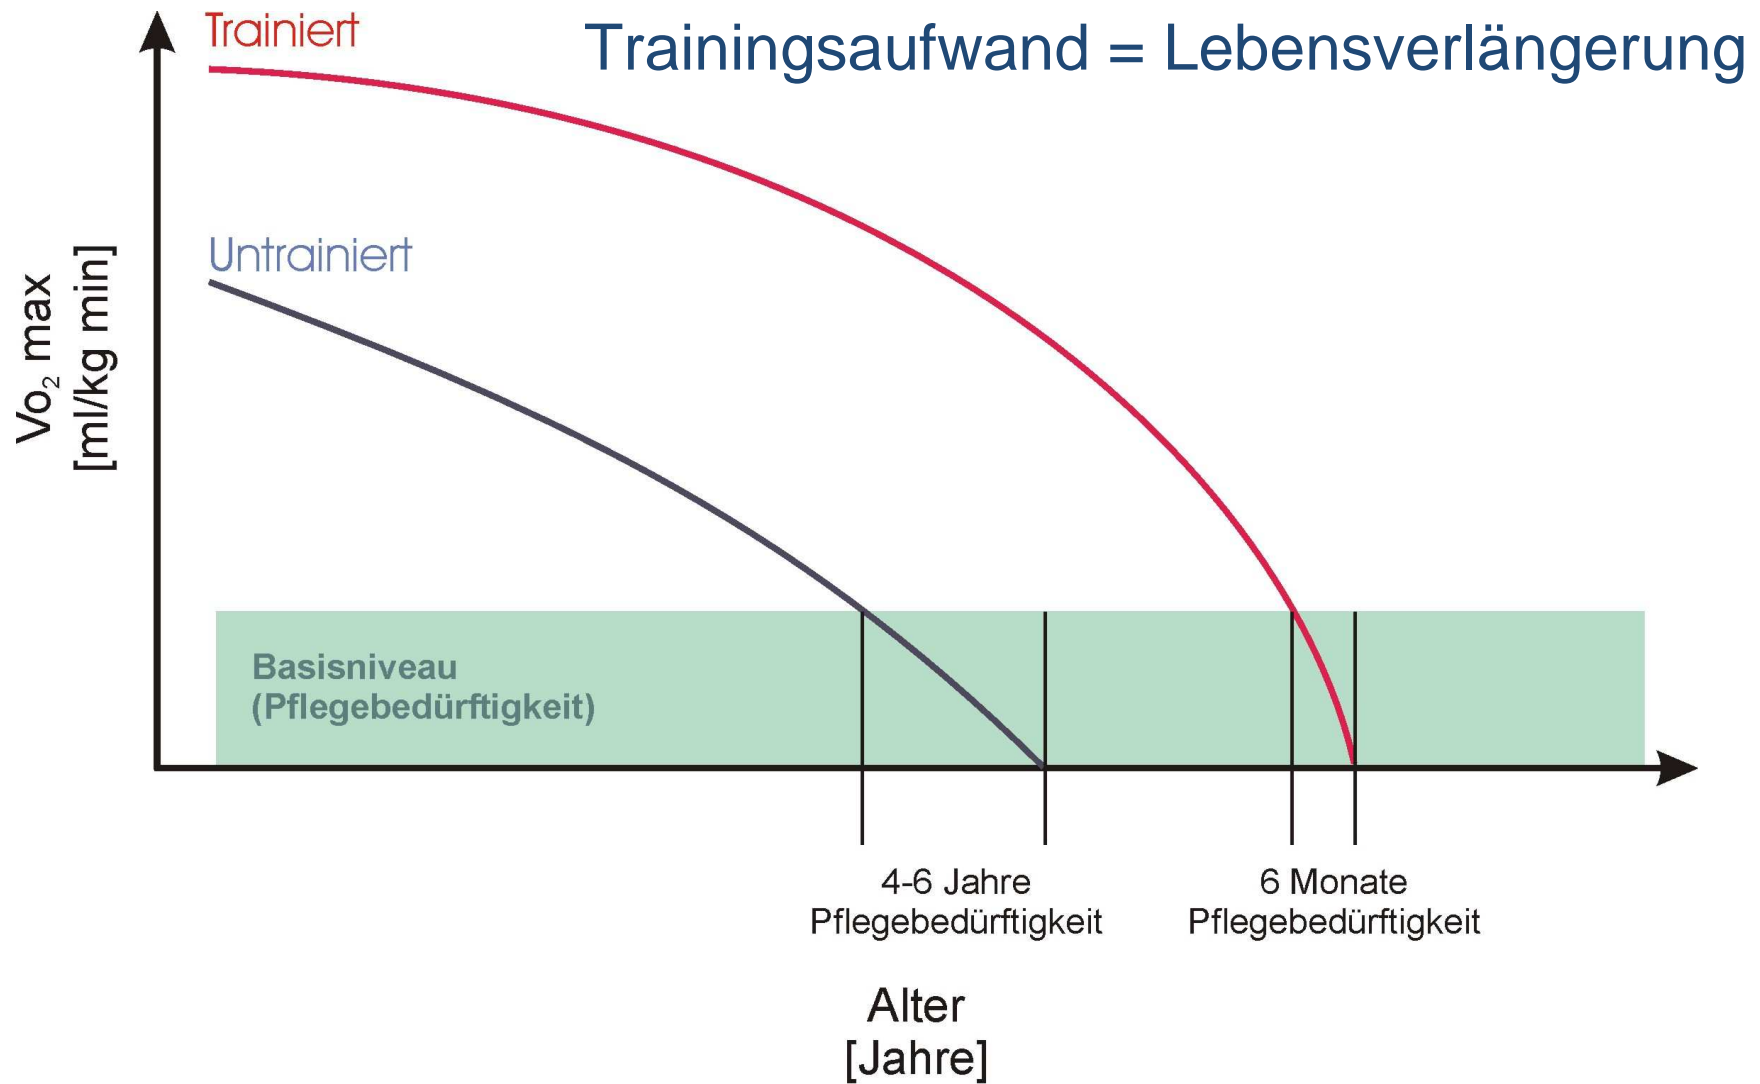 Trainiert
Trainingsaufwand = Lebensverlängerung
Untrainiert
Vo₂ max
[ml/kg min]
Basisniveau
(Pflegebedürftigkeit)
4-6 Jahre
Pflegebedürftigkeit
6 Monate
Pflegebedürftigkeit
Alter
[Jahre]